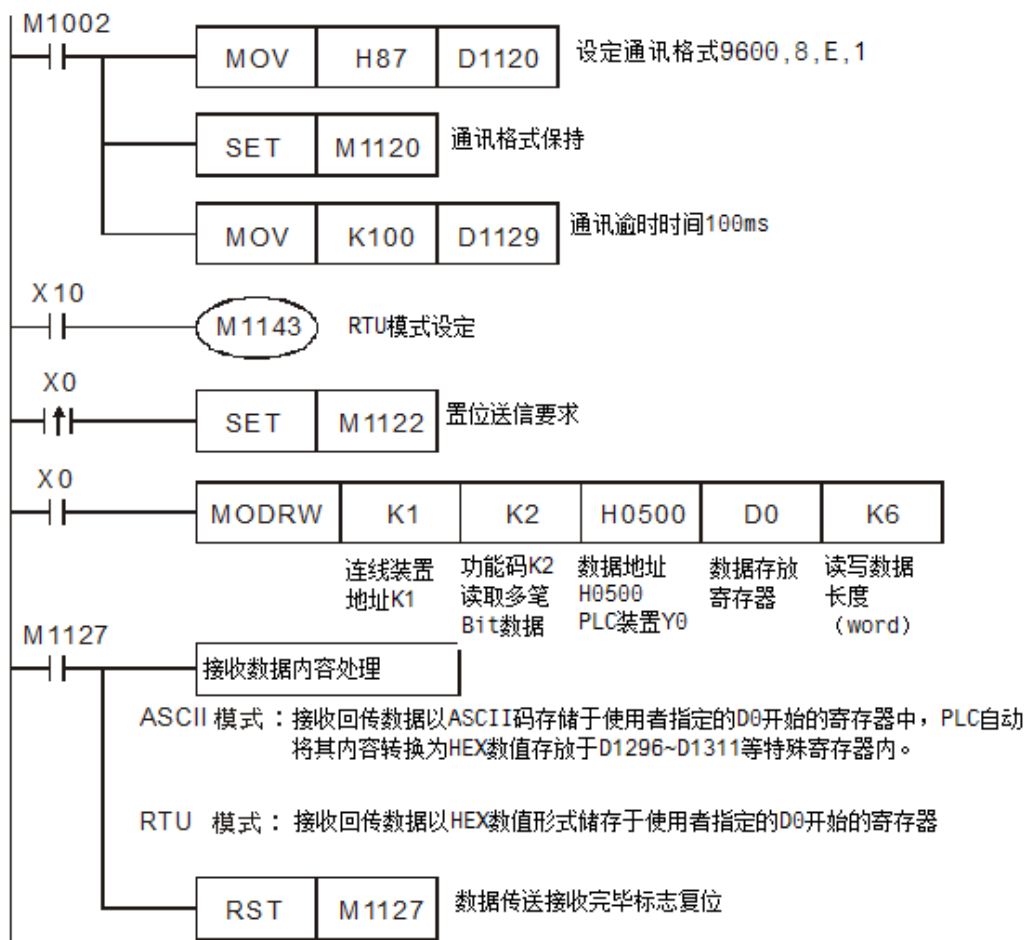 M1002
MOV H87 D1120 设定通讯格式9600,8,E,1
SET M1120 通讯格式保持
MOV K100 D1129 通讯逾时时间100ms
X10
M1143 RTU模式设定
X0
SET M1122 置位送信要求
X0
MODRW K1 K2 H0500 D0 K6
连线装置 功能码K2 数据地址 数据存放 读写数据
地址K1 读取多笔 H0500 寄存器 长度
Bit数据 PLC装置Y0 (word)
M1127
接收数据内容处理
ASCII 模式：接收回传数据以ASCII码存储于使用者指定的D0开始的寄存器中，PLC自动
将其内容转换为HEX数值存放于D1296~D1311等特殊寄存器内。
RTU 模式：接收回传数据以HEX数值形式储存于使用者指定的D0开始的寄存器
RST M1127 数据传送接收完毕标志复位